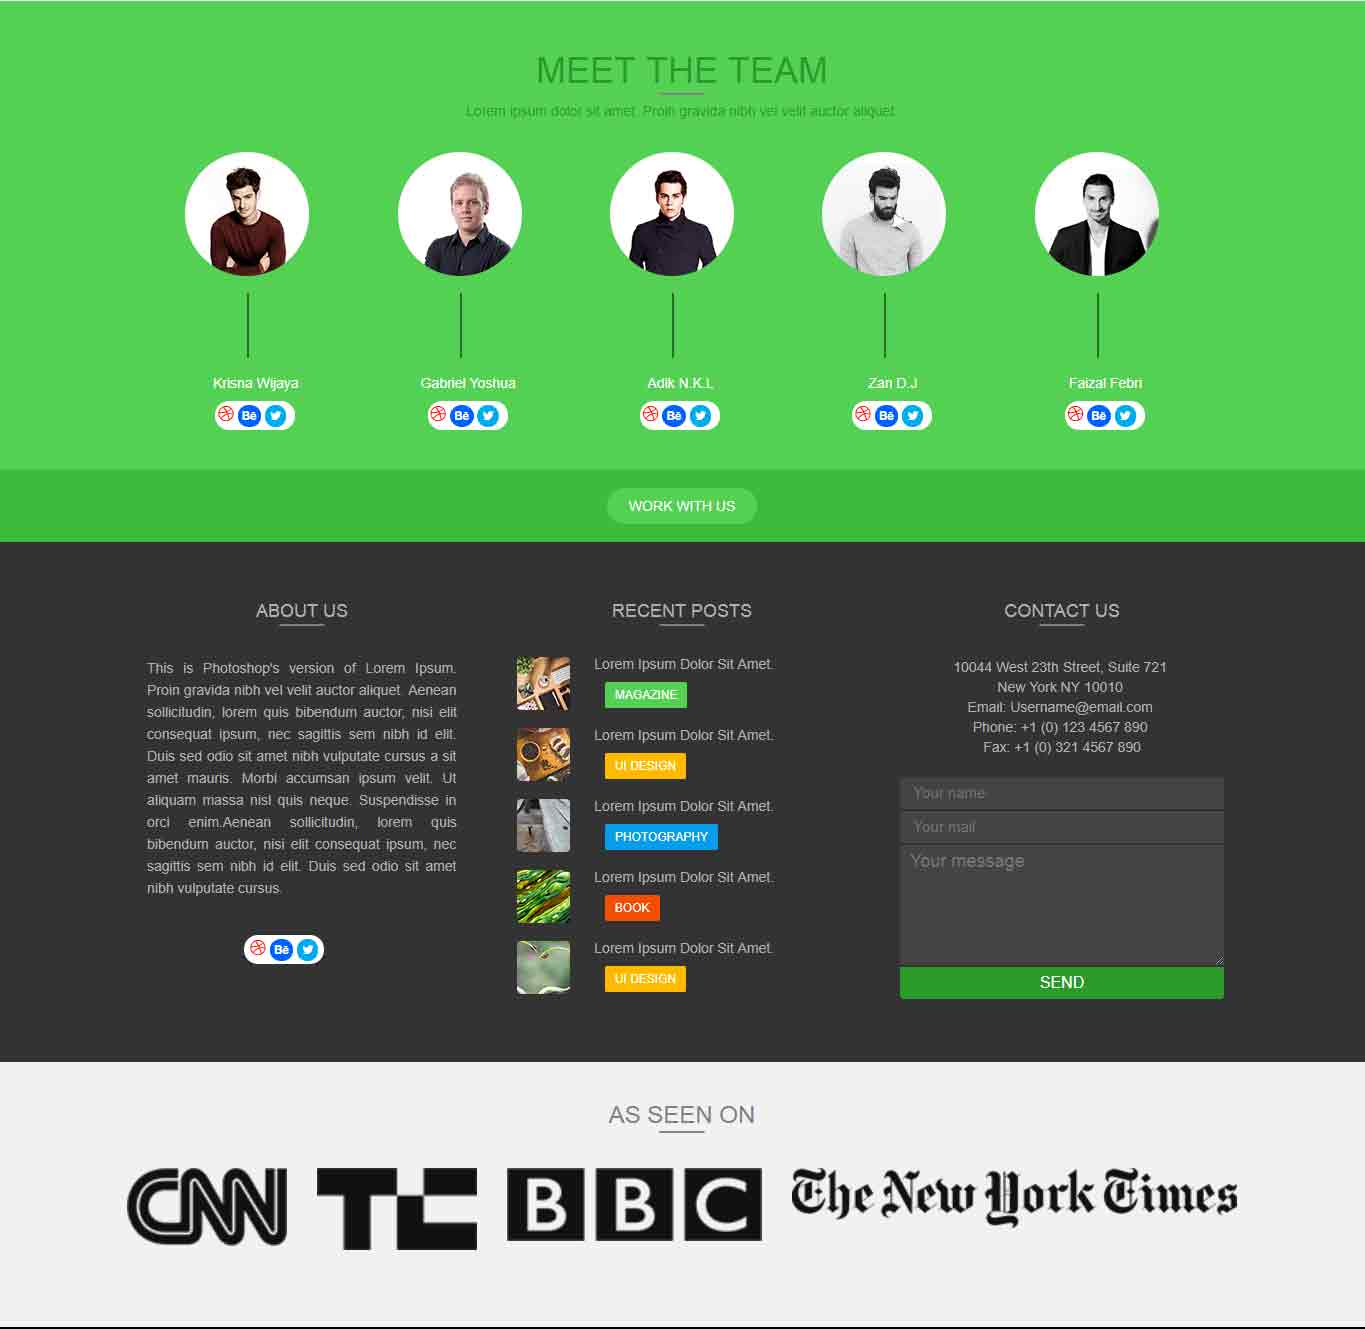 MEET THE TEAM
Lorem ipsum dolor sit amet. Proin gravida nibh vel velit auctor aliquet.
Krisna Wijaya
Gabriel Yoshua
Adik N.K.L
Zan D.J
Faizal Febri
Bē
Bē
Bē
Bē
Bē
WORK WITH US
ABOUT US
This is Photoshop's version of Lorem Ipsum.
Proin gravida nibh vel velit auctor aliquet. Aenean
sollicitudin, lorem quis bibendum auctor, nisi elit
consequat ipsum, nec sagittis sem nibh id elit.
Duis sed odio sit amet nibh vulputate cursus a sit
amet mauris. Morbi accumsan ipsum velit. Ut
aliquam massa nisl quis neque. Suspendisse in
orci enim.Aenean sollicitudin, lorem quis
bibendum auctor, nisi elit consequat ipsum, nec
sagittis sem nibh id elit. Duis sed odio sit amet
nibh vulputate cursus.
Bē
RECENT POSTS
Lorem Ipsum Dolor Sit Amet.
MAGAZINE
Lorem Ipsum Dolor Sit Amet.
UI DESIGN
Lorem Ipsum Dolor Sit Amet.
PHOTOGRAPHY
Lorem Ipsum Dolor Sit Amet.
BOOK
Lorem Ipsum Dolor Sit Amet.
UI DESIGN
CONTACT US
10044 West 23th Street, Suite 721
New York NY 10010
Email: Username@email.com
Phone: +1 (0) 123 4567 890
Fax: +1 (0) 321 4567 890
Your name
Your mail
Your message
SEND
AS SEEN ON
CNN
TC
BBC
The New York Times